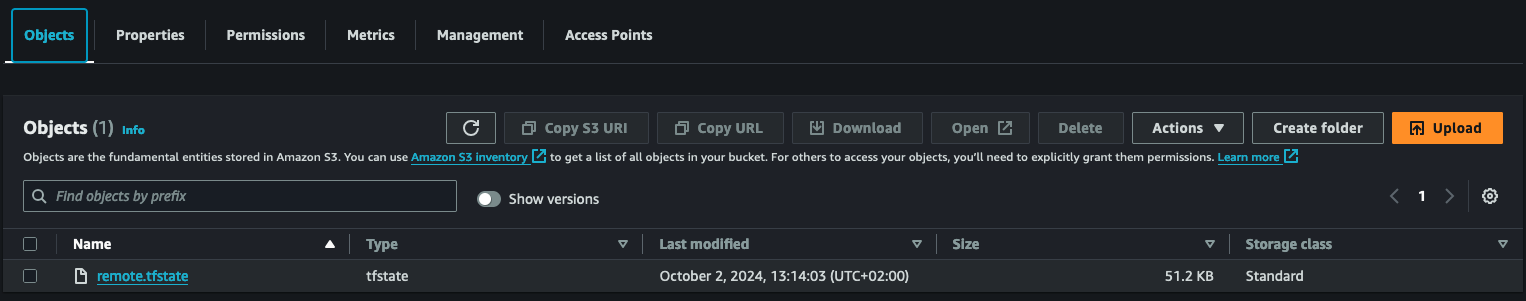 Objects Properties Permissions Metrics Management Access Points
Objects (1) Info Copy S3 URI Copy URL Download Open Delete Actions Create folder Upload
Objects are the fundamental entities stored in Amazon S3. You can use Amazon S3 inventory to get a list of all objects in your bucket. For others to access your objects, you'll need to explicitly grant them permissions. Learn more
Find objects by prefix Show versions 1
Name Type Last modified Size Storage class
remote.tfstate tfstate October 2, 2024, 13:14:03 (UTC+02:00) 51.2 KB Standard